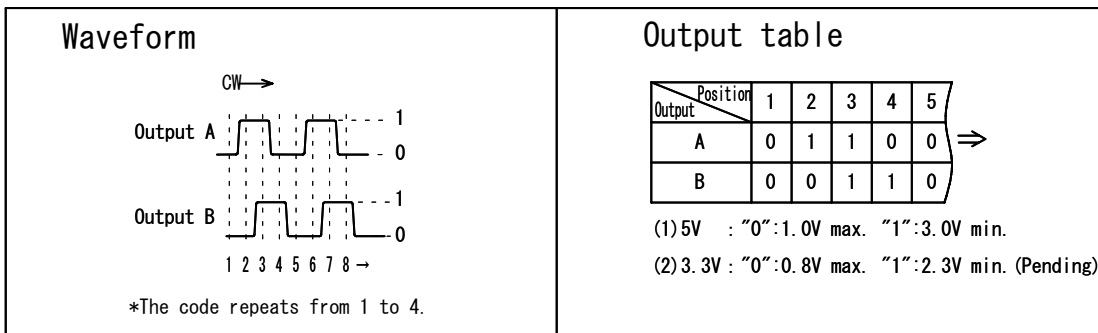 Waveform
CW→
Output A
1
0
Output B
1
0
1 2 3 4 5 6 7 8 →
*The code repeats from 1 to 4.
Output table
Position
Output
1 2 3 4 5
A 0 1 1 0 0 ⇒
B 0 0 1 1 0
(1)5V : "0":1.0V max. "1":3.0V min.
(2)3.3V : "0":0.8V max. "1":2.3V min.(Pending)